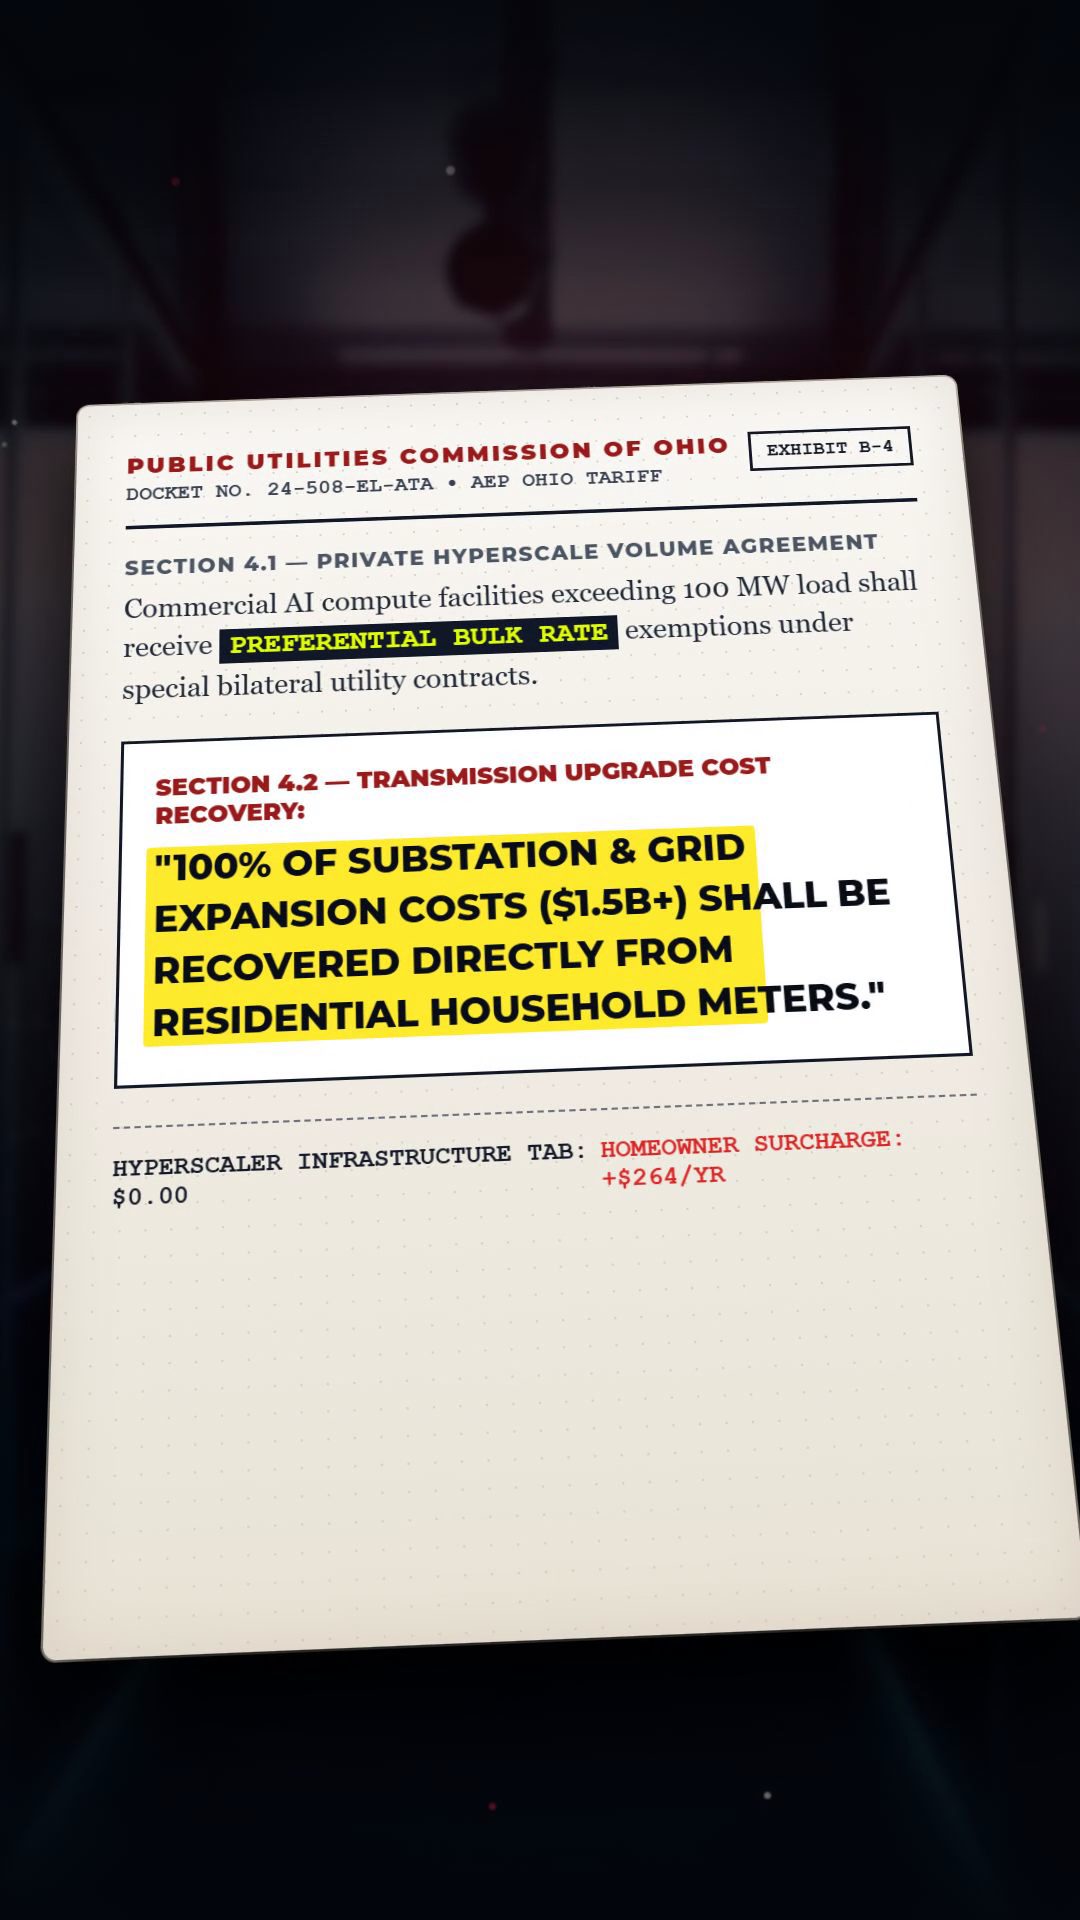 PUBLIC UTILITIES COMMISSION OF OHIO
EXHIBIT B-4
DOCKET NO. 24-508-EL-ATA • AEP OHIO TARIFF
SECTION 4.1 — PRIVATE HYPERSCALE VOLUME AGREEMENT
Commercial AI compute facilities exceeding 100 MW load shall
receive PREFERENTIAL BULK RATE exemptions under
special bilateral utility contracts.
SECTION 4.2 — TRANSMISSION UPGRADE COST
RECOVERY:
"100% OF SUBSTATION & GRID
EXPANSION COSTS ($1.5B+) SHALL BE
RECOVERED DIRECTLY FROM
RESIDENTIAL HOUSEHOLD METERS."
HYPERSCALER INFRASTRUCTURE TAB:
$0.00
HOMEOWNER SURCHARGE:
+$264/YR